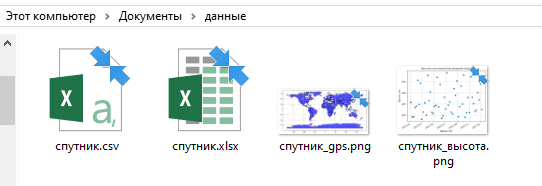 Этот компьютер > Документы > данные
спутник.csv
спутник.xlsx
спутник_gps.png
спутник_высота.
png